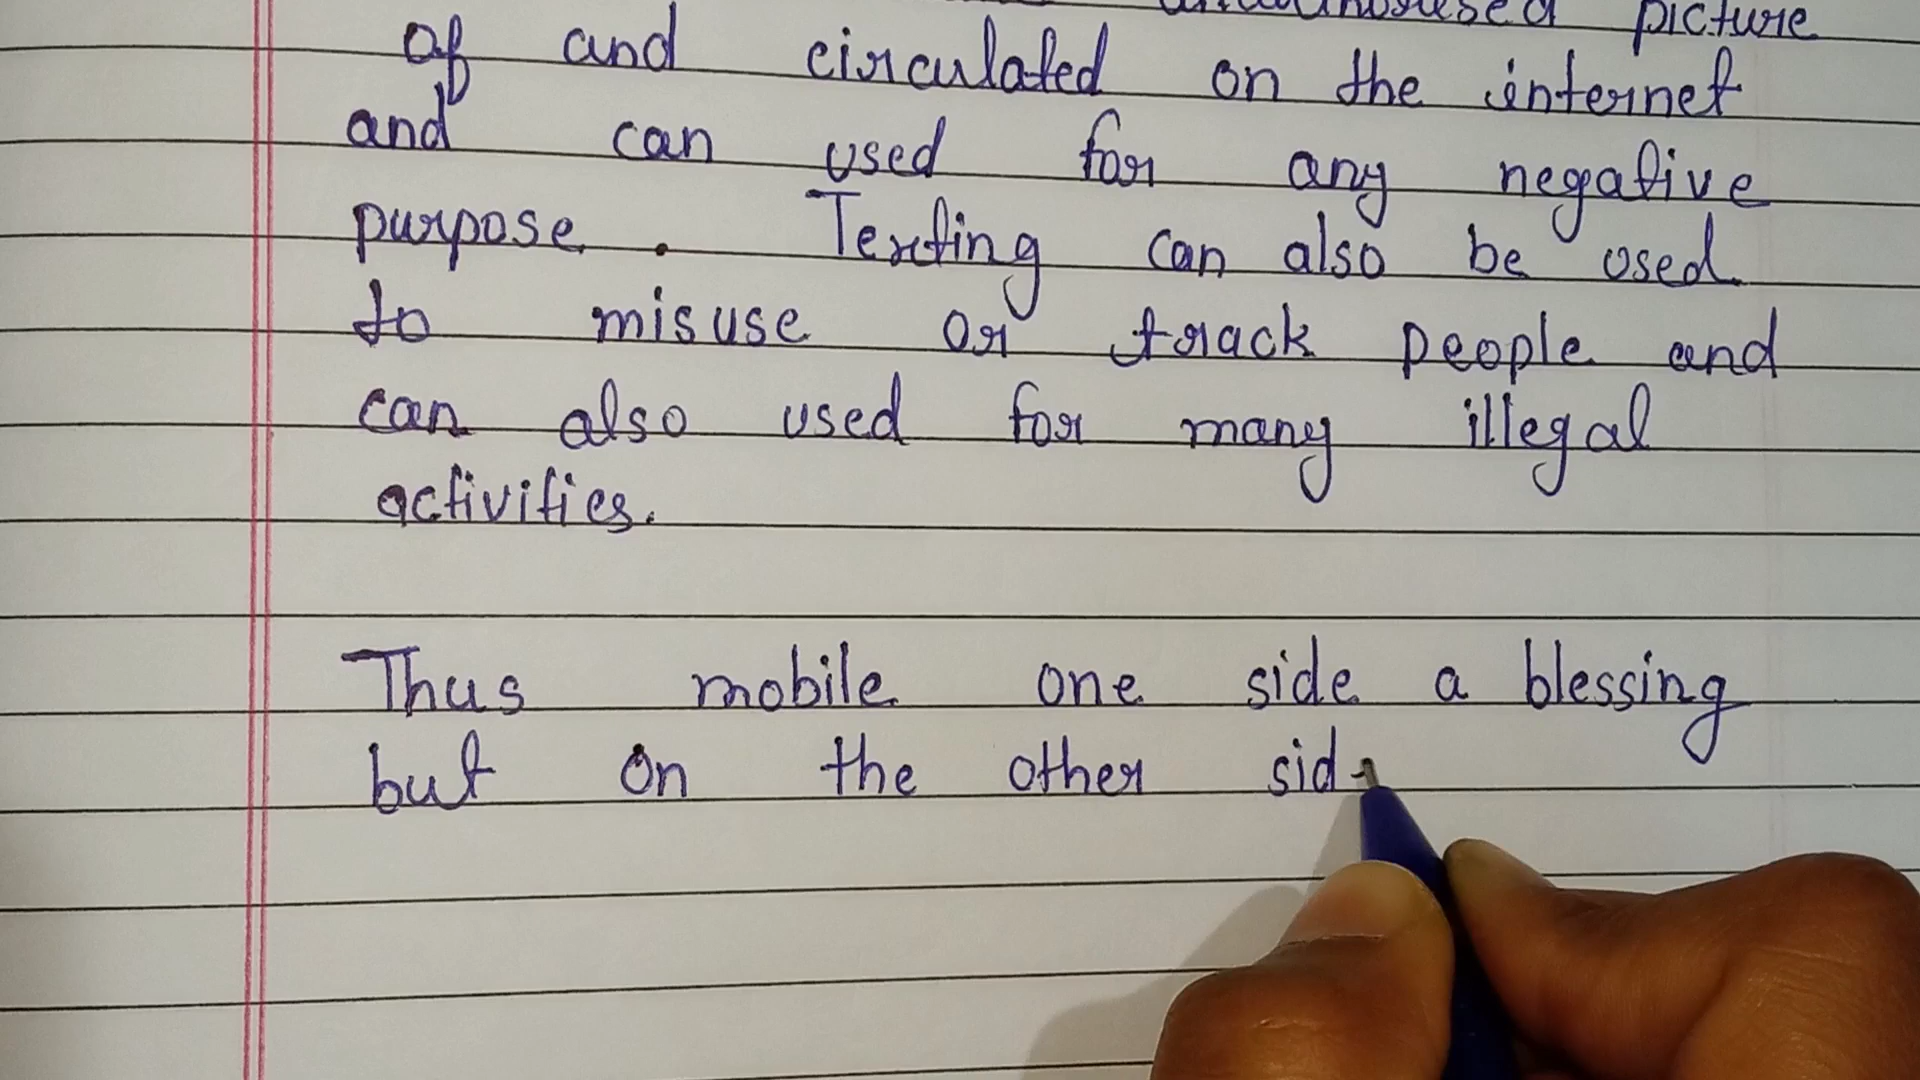 picture
of and circulated on the internet
and can used for any negative
purpose. Texting can also be used
to misuse or track people and
can also used for many illegal
activities.
Thus mobile one side a blessing
but on the other sid